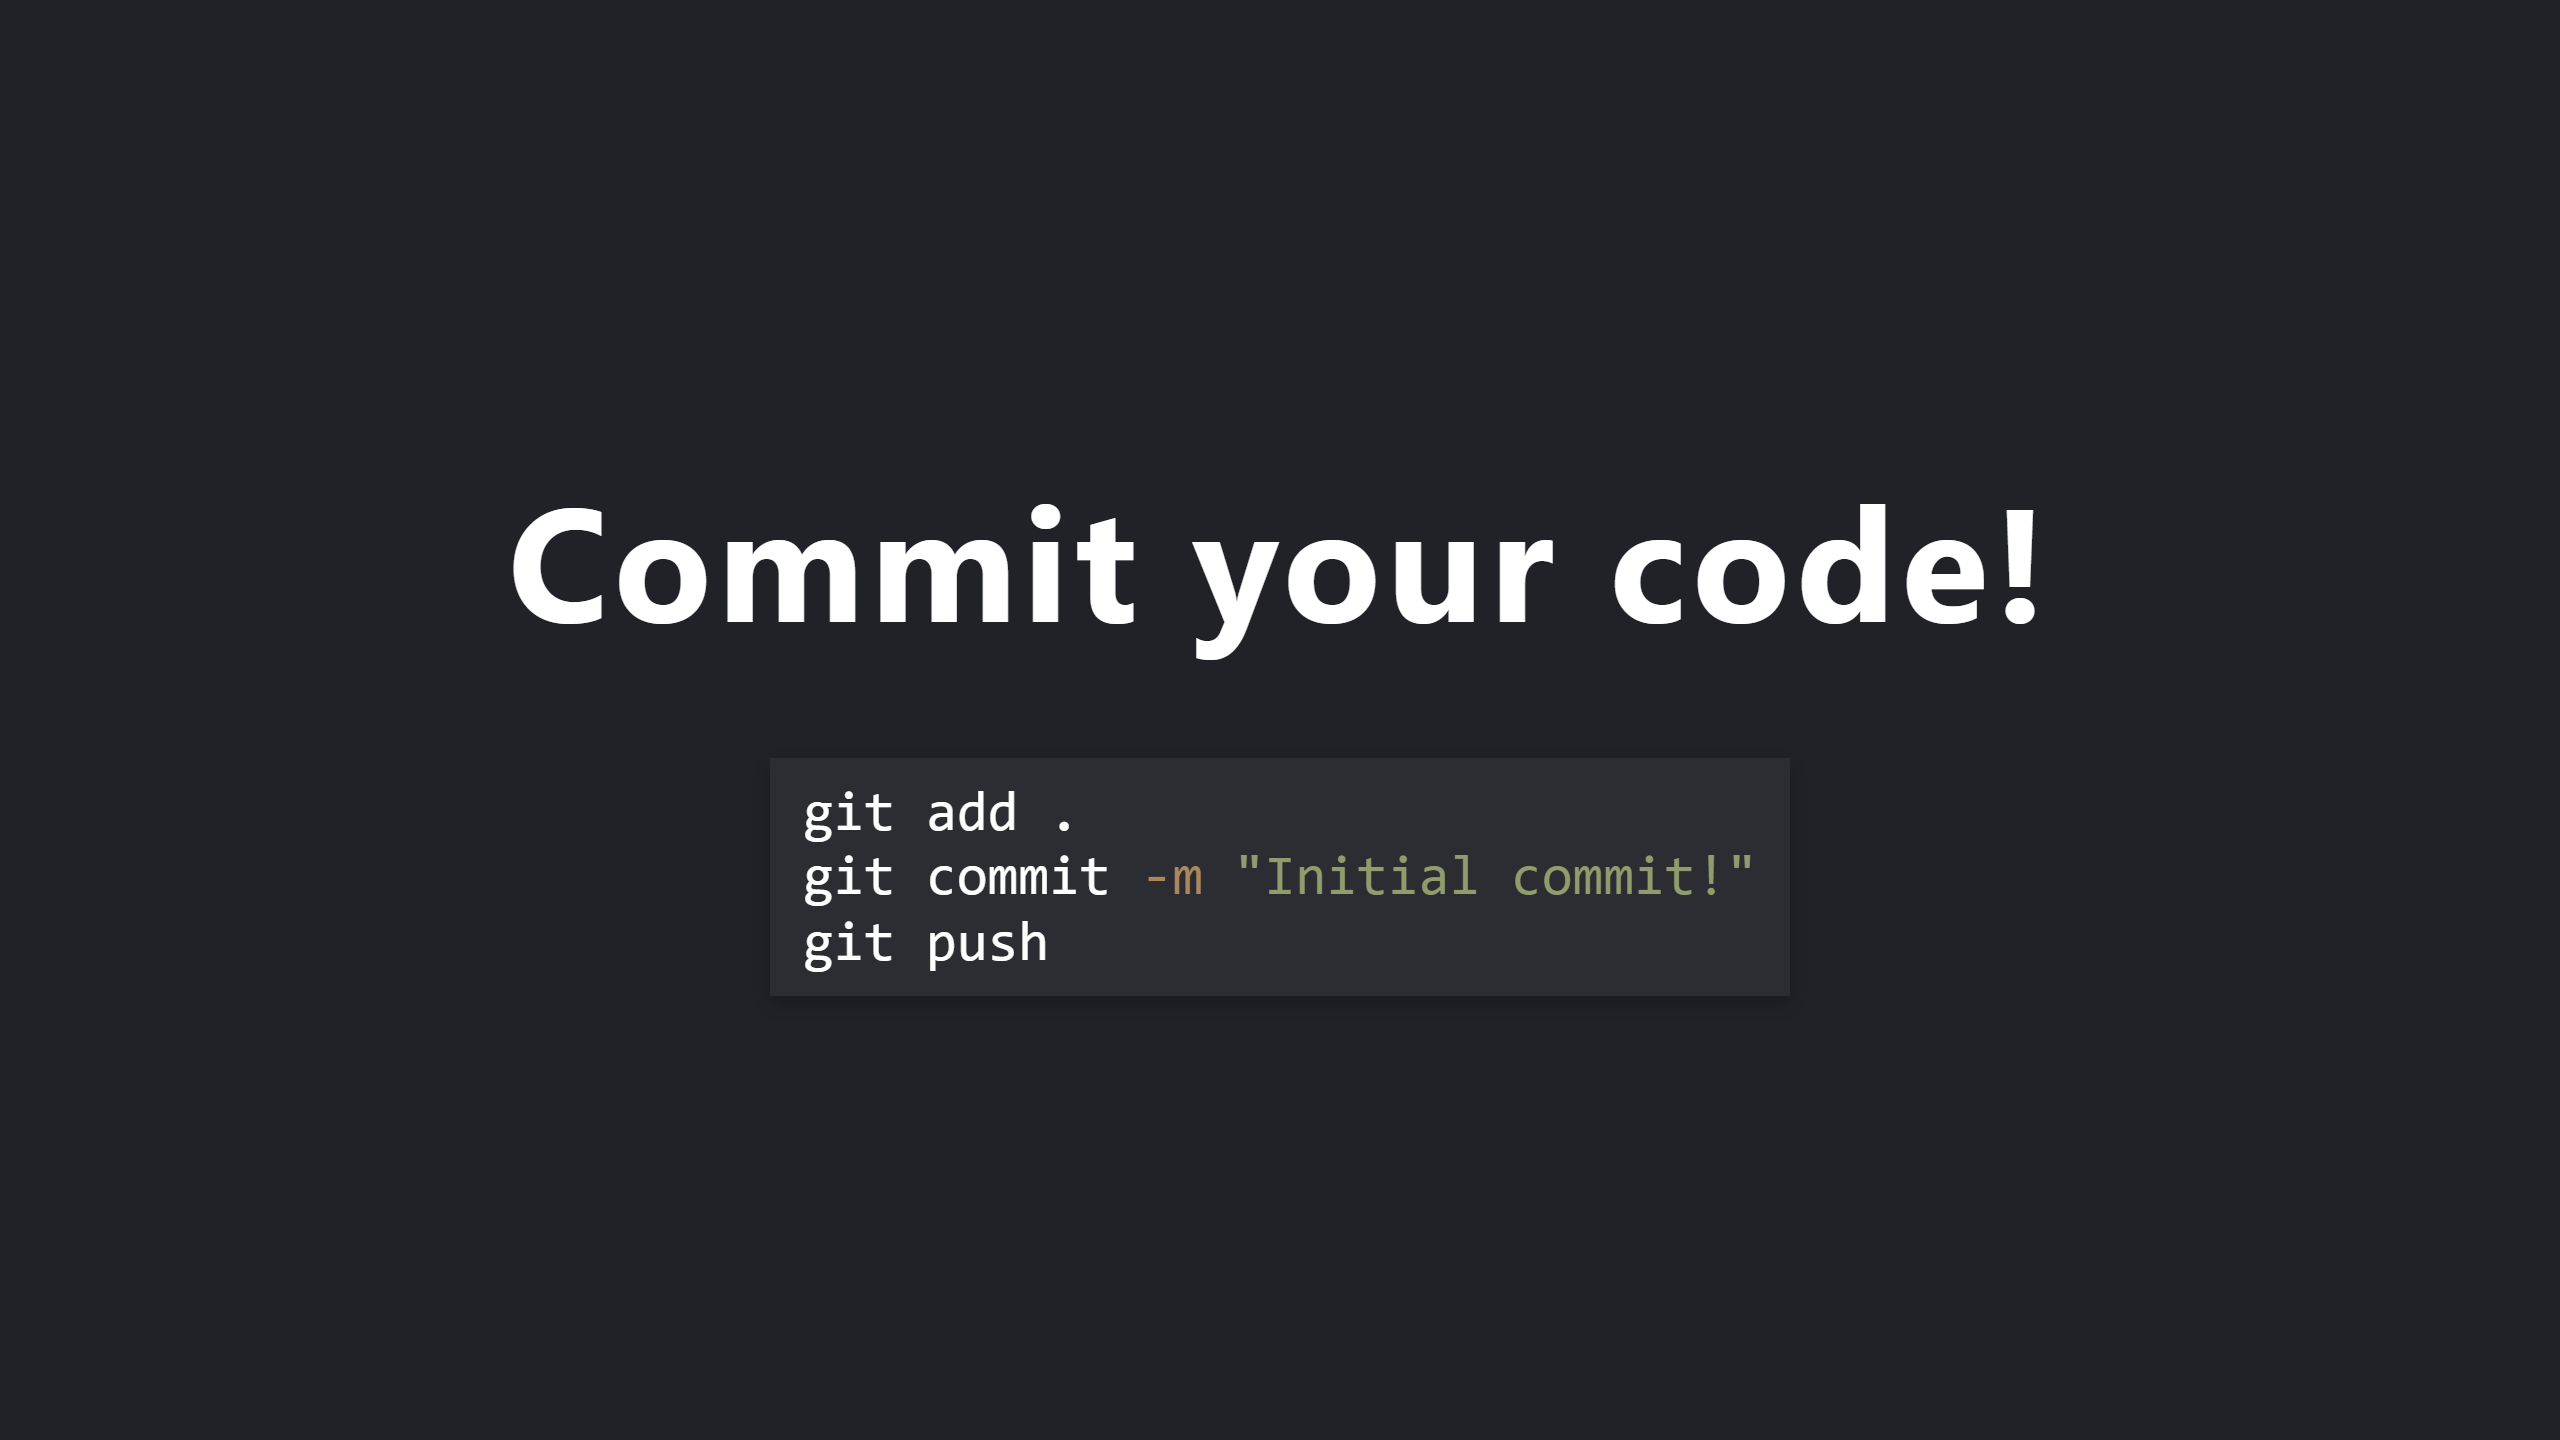 Commit your code!
git add .
git commit -m "Initial commit!"
git push